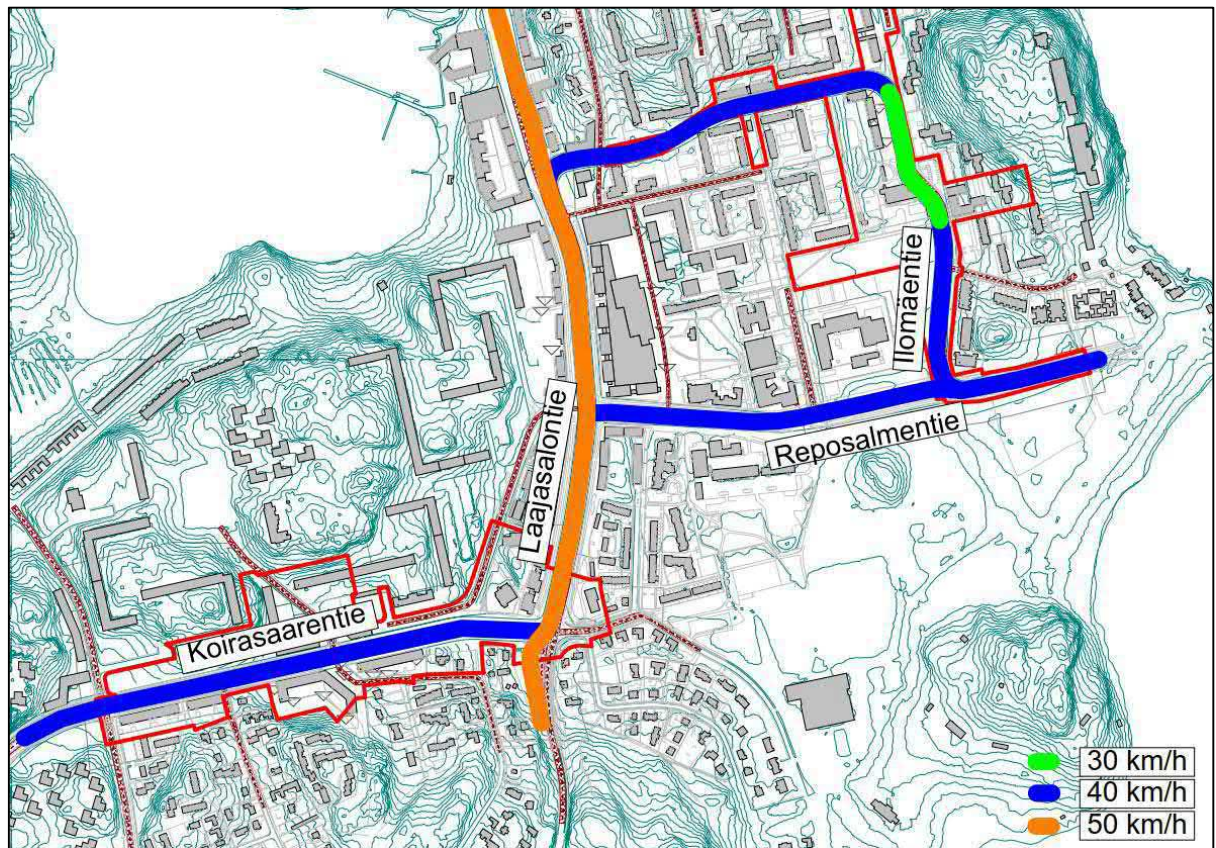 Ilomäentie
Laajasalontie
Reposalmentie
Koirasaarentie
30 km/h
40 km/h
50 km/h